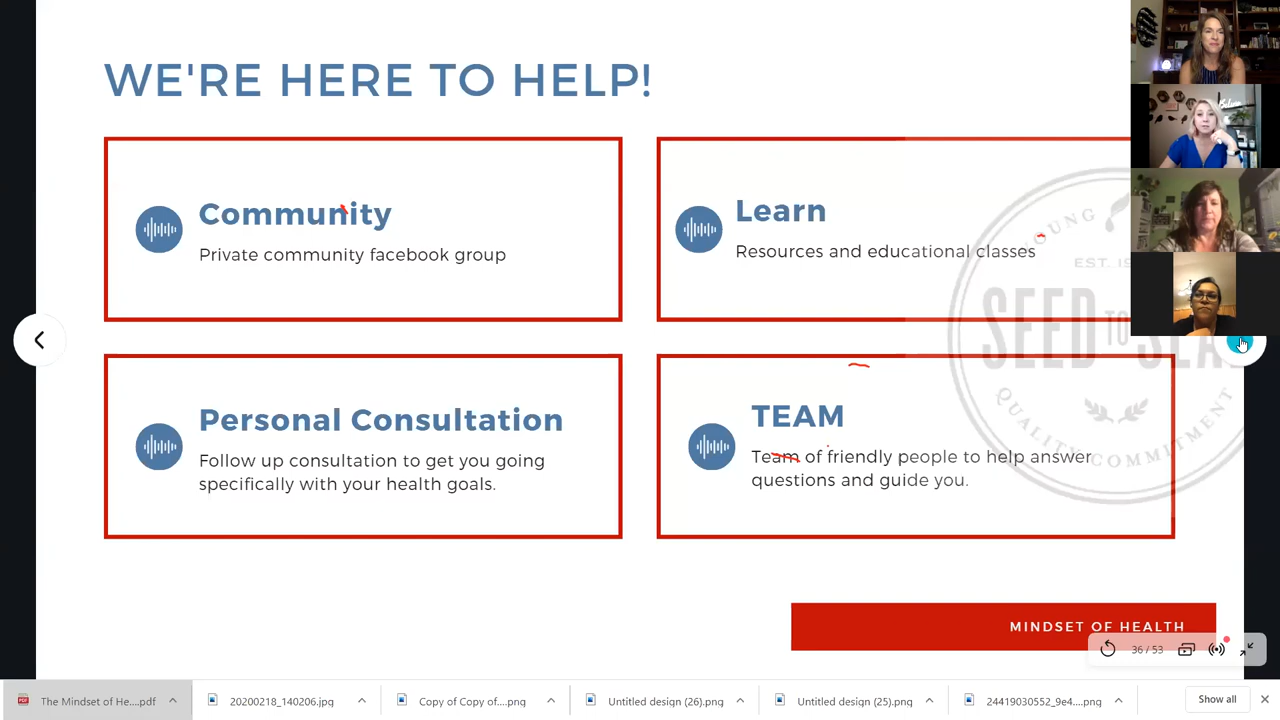 WE'RE HERE TO HELP!
Community
Private community facebook group
Learn
Resources and educational classes
YOUNG
EST. 19
SEED TO SEA
QUALITY COMMITMENT
Personal Consultation
Follow up consultation to get you going
specifically with your health goals.
TEAM
Team of friendly people to help answer
questions and guide you.
MINDSET OF HEALTH
36 / 53
The Mindset of He....pdf
20200218_140206.jpg
Copy of Copy of....png
Untitled design (26).png
Untitled design (25).png
24419030552_9e4....png
Show all